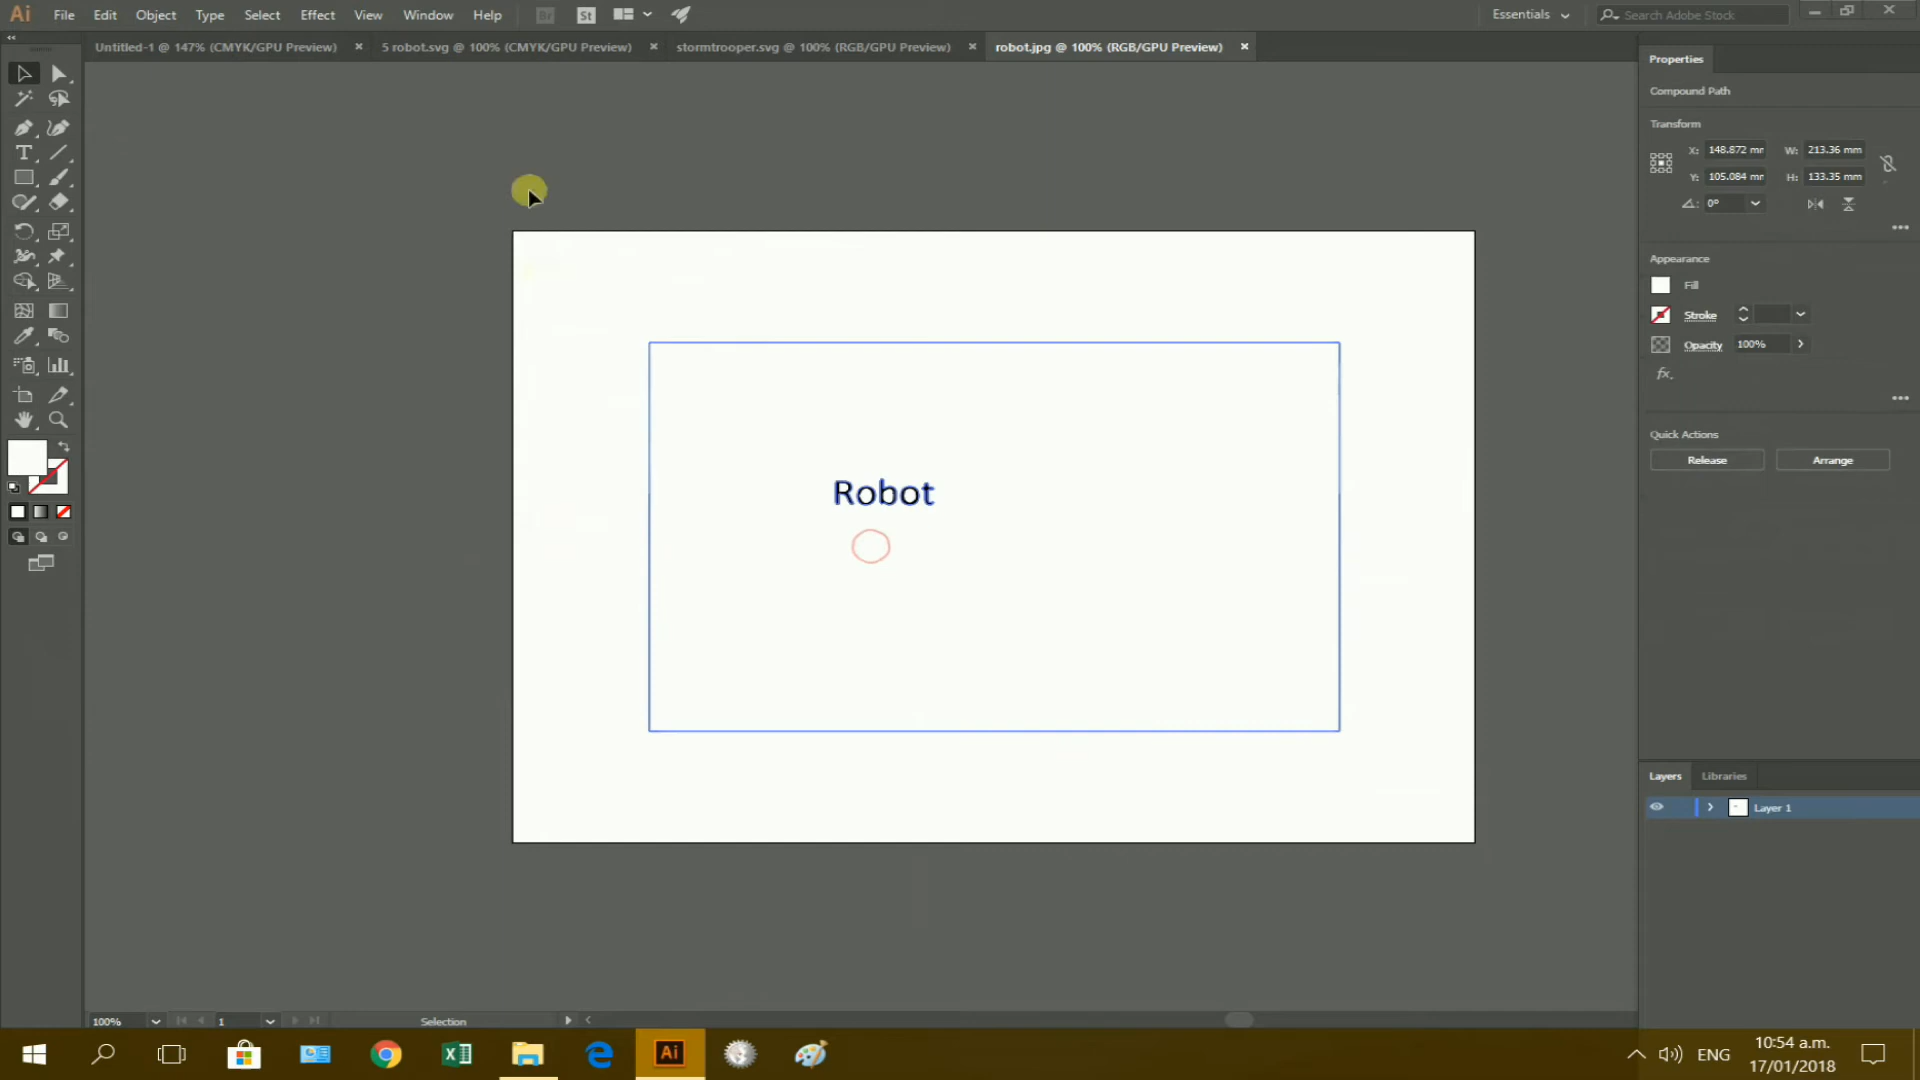 Ai File Edit Object Type Select Effect View Window Help Br St Essentials Search Adobe Stock
Untitled-1 @ 147% (CMYK/GPU Preview) × 5 robot.svg @ 100% (CMYK/GPU Preview) × stormtrooper.svg @ 100% (RGB/GPU Preview) × robot.jpg @ 100% (RGB/GPU Preview) ×
Properties
Compound Path
Transform
X: 148.872 mm W: 213.36 mm
Y: 105.084 mm H: 133.35 mm
0°
Appearance
Fill
Stroke
Opacity 100%
fx.
Quick Actions
Release Arrange
Robot
Layers Libraries
Layer 1
100% 1 Selection
Ai ENG 10:54 a.m.
17/01/2018